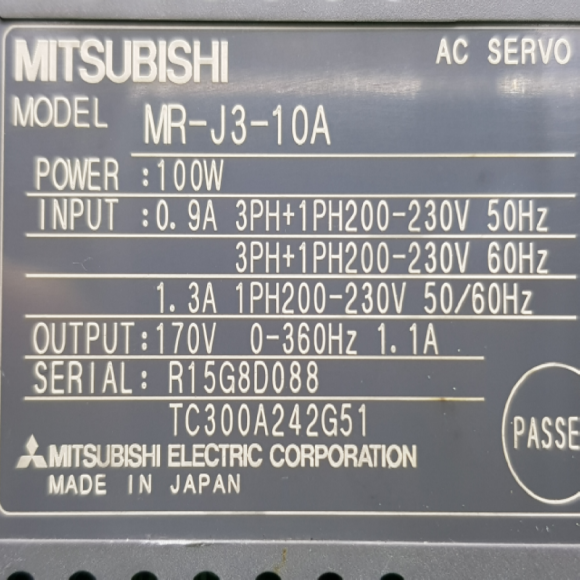 MITSUBISHI AC SERVO
MODEL MR-J3-10A
POWER :100W
INPUT :0.9A 3PH+1PH200-230V 50Hz
3PH+1PH200-230V 60Hz
1.3A 1PH200-230V 50/60Hz
OUTPUT:170V 0-360Hz 1.1A
SERIAL: R15G8D088
TC300A242G51
PASSE
MITSUBISHI ELECTRIC CORPORATION
MADE IN JAPAN